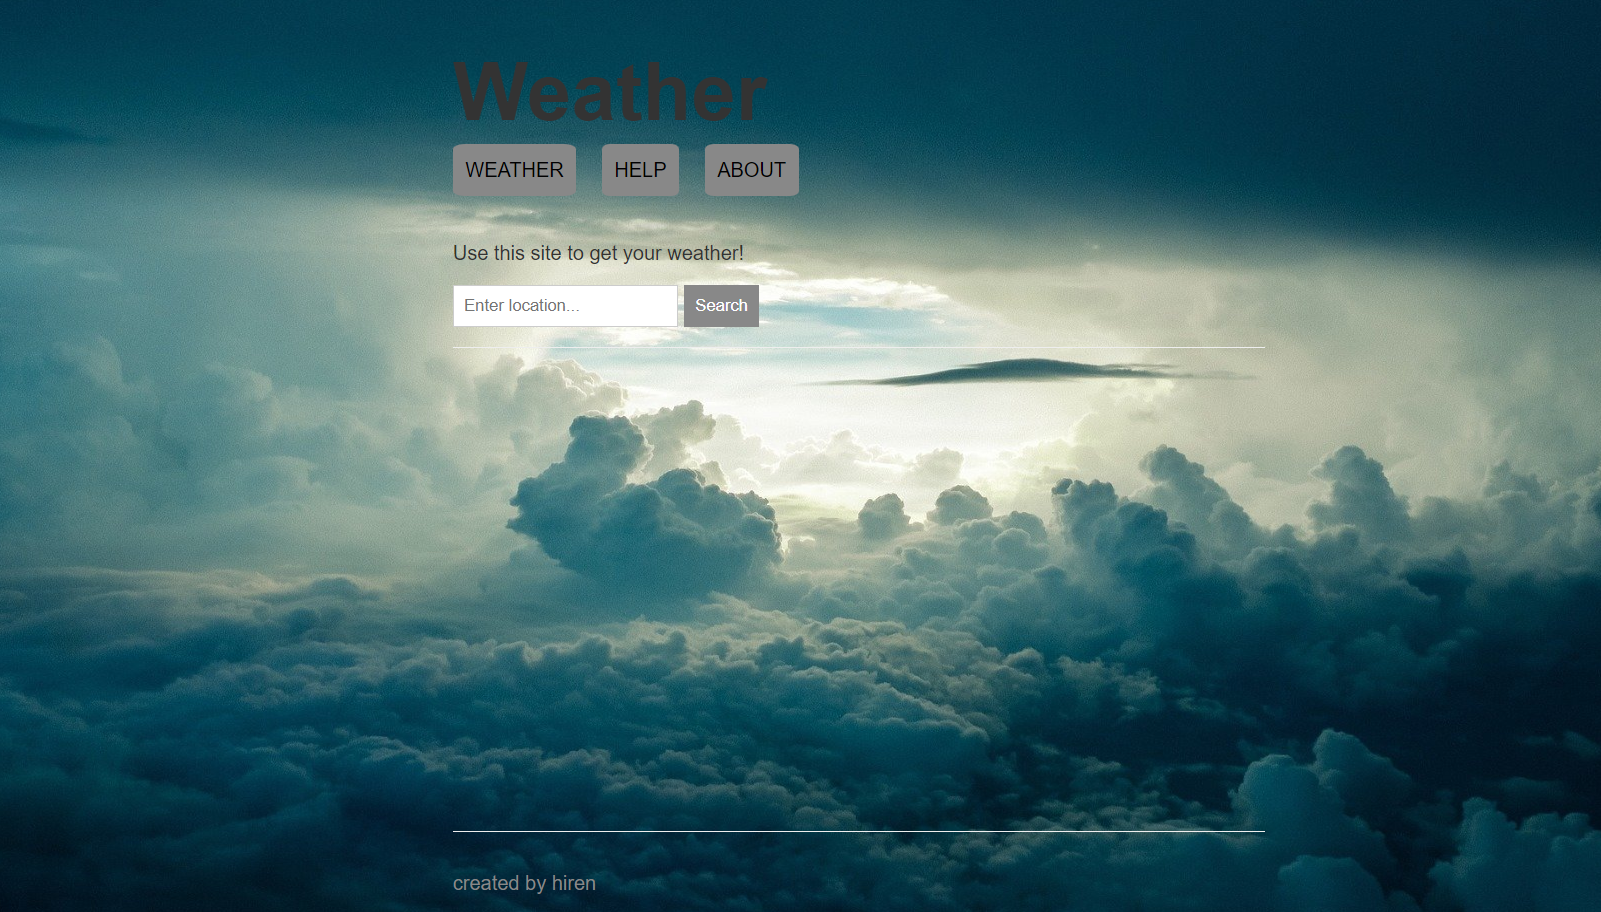 Weather
WEATHER HELP ABOUT
Use this site to get your weather!
Enter location... Search
created by hiren